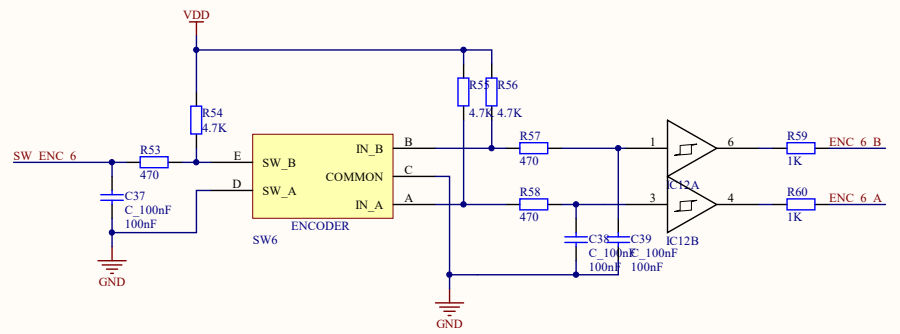 VDD
R54
4.7K
R55
4.7K
R56
4.7K
SW_ENC_6
R53
470
E
D
SW_B
SW_A
IN_B
COMMON
IN_A
B
C
A
ENCODER
SW6
C37
C_100nF
100nF
GND
R57
470
R58
470
1
6
3
4
IC12A
IC12B
R59
1K
ENC_6_B
R60
1K
ENC_6_A
C38
C_100nF
100nF
C39
C_100nF
100nF
GND